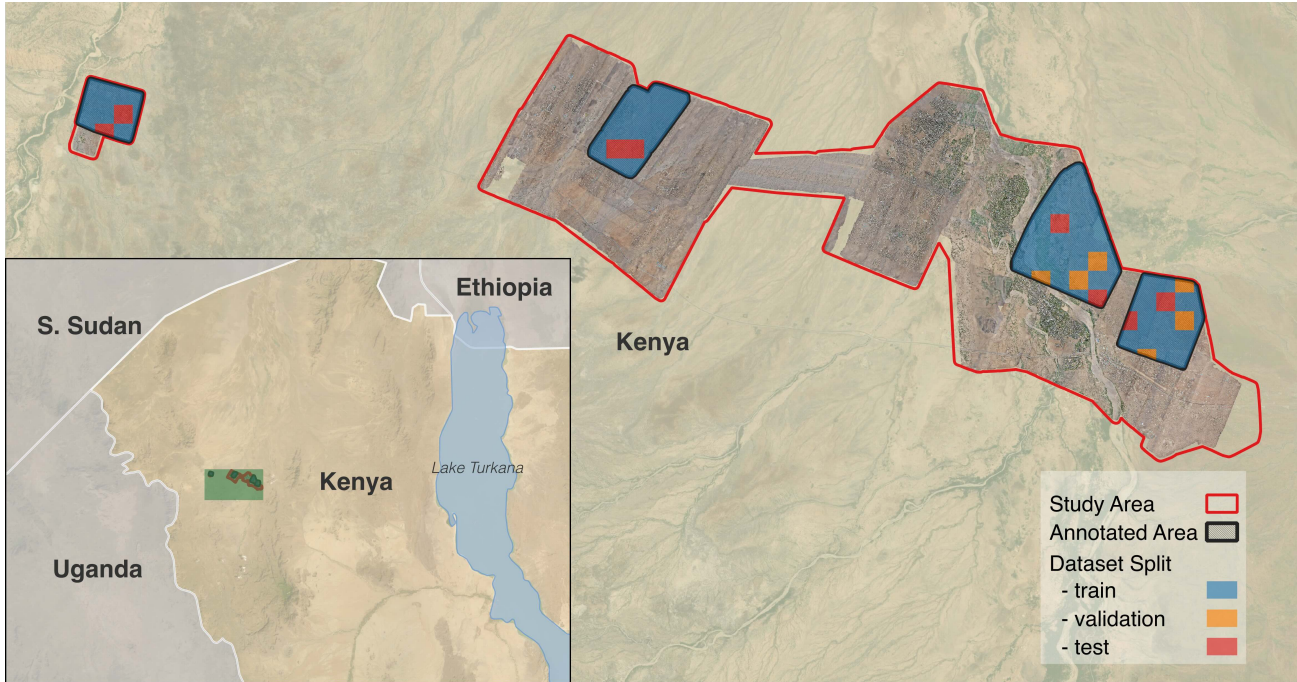 Ethiopia
S. Sudan
Kenya
Lake Turkana
Kenya
Uganda
Study Area
Annotated Area
Dataset Split
- train
- validation
- test